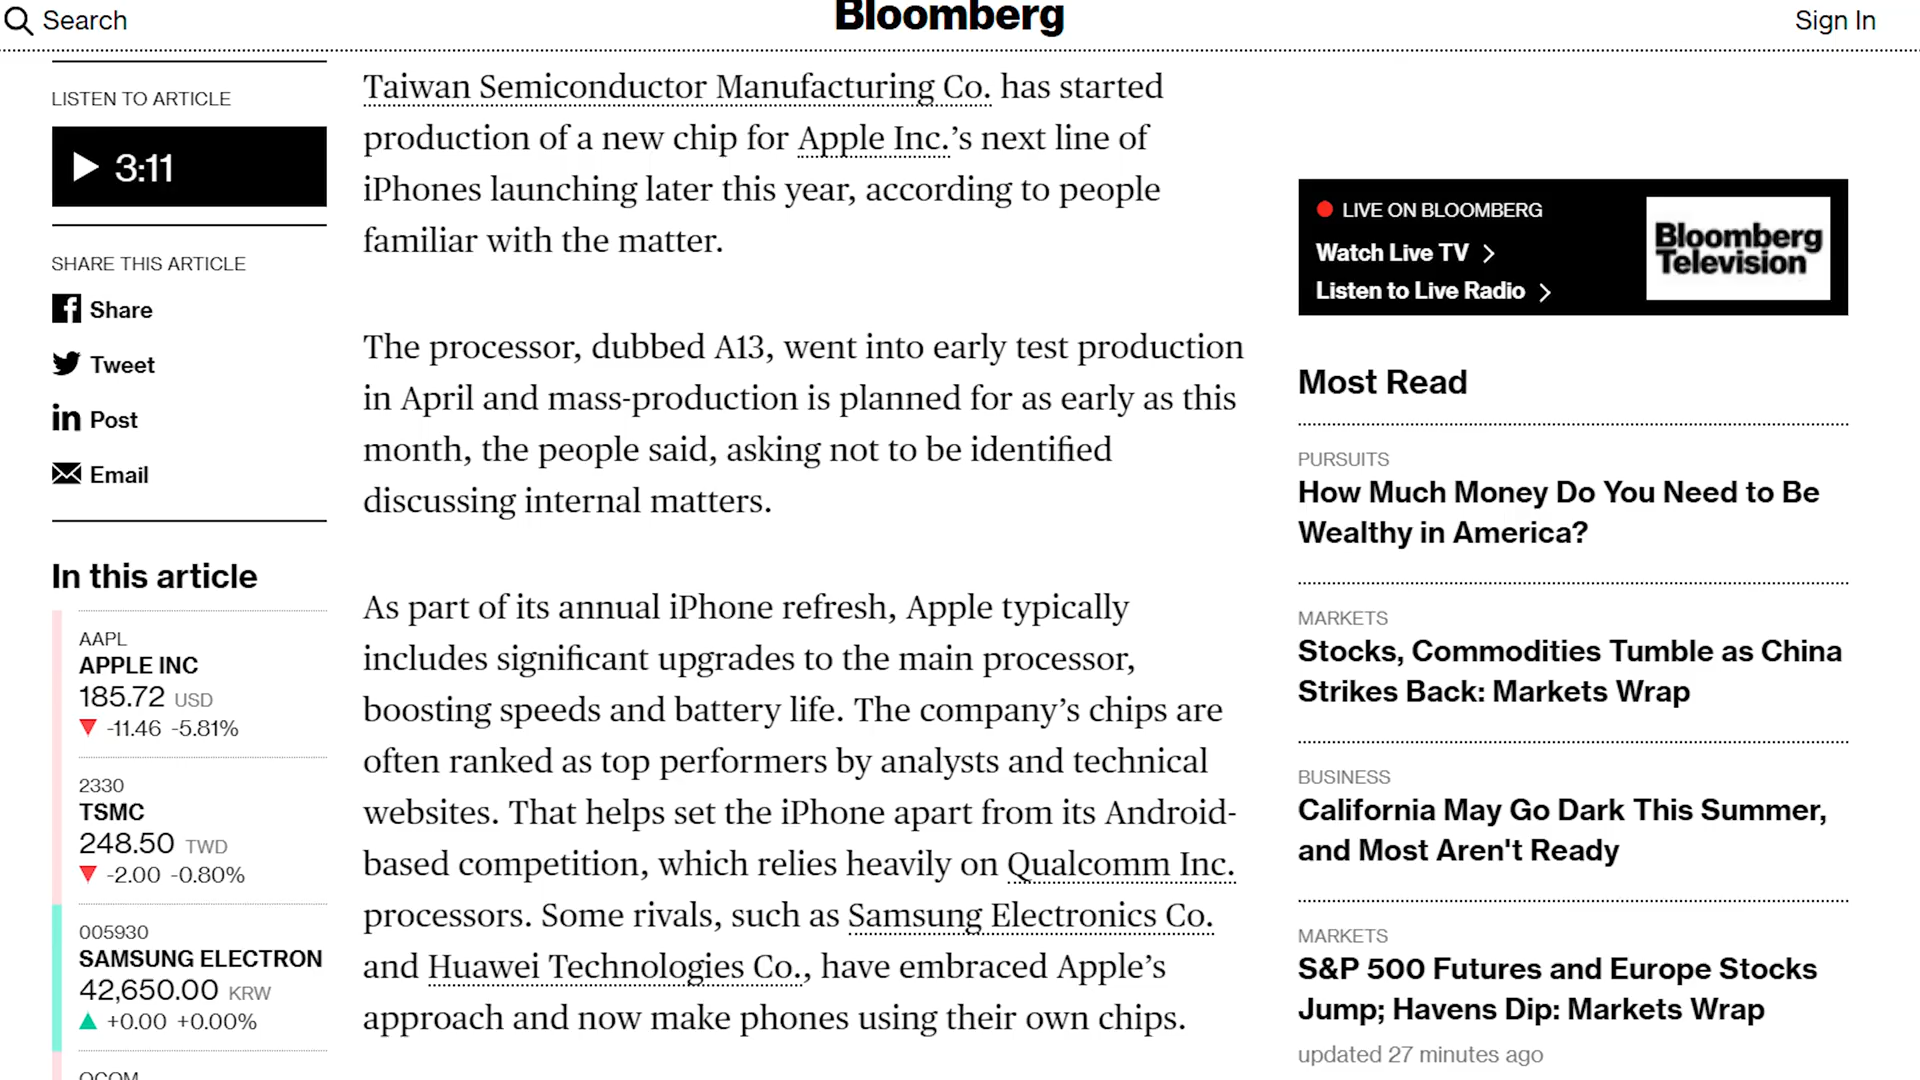 Search
Bloomberg
Sign In
LISTEN TO ARTICLE
3:11
SHARE THIS ARTICLE
Share
Tweet
Post
Email
In this article
AAPL
APPLE INC
185.72 USD
-11.46 -5.81%
2330
TSMC
248.50 TWD
-2.00 -0.80%
005930
SAMSUNG ELECTRON
42,650.00 KRW
+0.00 +0.00%
QCOM
Taiwan Semiconductor Manufacturing Co. has started
production of a new chip for Apple Inc.’s next line of
iPhones launching later this year, according to people
familiar with the matter.
The processor, dubbed A13, went into early test production
in April and mass-production is planned for as early as this
month, the people said, asking not to be identified
discussing internal matters.
As part of its annual iPhone refresh, Apple typically
includes significant upgrades to the main processor,
boosting speeds and battery life. The company’s chips are
often ranked as top performers by analysts and technical
websites. That helps set the iPhone apart from its Android-
based competition, which relies heavily on Qualcomm Inc.
processors. Some rivals, such as Samsung Electronics Co.
and Huawei Technologies Co., have embraced Apple’s
approach and now make phones using their own chips.
LIVE ON BLOOMBERG
Watch Live TV
Listen to Live Radio
Bloomberg
Television
Most Read
PURSUITS
How Much Money Do You Need to Be
Wealthy in America?
MARKETS
Stocks, Commodities Tumble as China
Strikes Back: Markets Wrap
BUSINESS
California May Go Dark This Summer,
and Most Aren't Ready
MARKETS
S&P 500 Futures and Europe Stocks
Jump; Havens Dip: Markets Wrap
updated 27 minutes ago